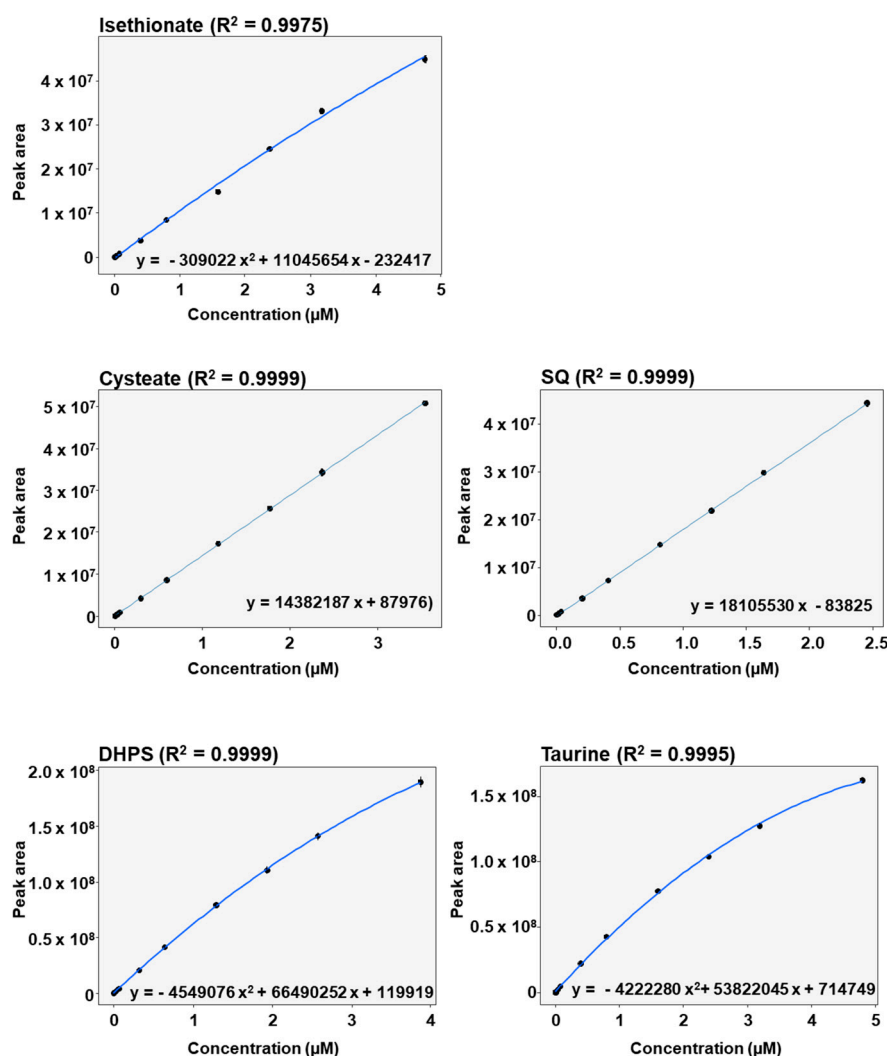 Isethionate (R² = 0.9975)
4 x 10⁷
3 x 10⁷
2 x 10⁷
1 x 10⁷
0
Peak area
y = - 309022 x² + 11045654 x - 232417
0 1 2 3 4 5
Concentration (µM)
Cysteate (R² = 0.9999)
5 x 10⁷
4 x 10⁷
3 x 10⁷
2 x 10⁷
1 x 10⁷
0
Peak area
y = 14382187 x + 87976)
0 1 2 3
Concentration (µM)
SQ (R² = 0.9999)
4 x 10⁷
3 x 10⁷
2 x 10⁷
1 x 10⁷
0
Peak area
y = 18105530 x - 83825
0.0 0.5 1.0 1.5 2.0 2.5
Concentration (µM)
DHPS (R² = 0.9999)
2.0 x 10⁸
1.5 x 10⁸
1.0 x 10⁸
0.5 x 10⁸
0
Peak area
y = - 4549076 x² + 66490252 x + 119919
0 1 2 3 4
Concentration (µM)
Taurine (R² = 0.9995)
1.5 x 10⁸
1.0 x 10⁸
0.5 x 10⁸
0
Peak area
y = - 4222280 x² + 53822045 x + 714749
0 1 2 3 4 5
Concentration (µM)